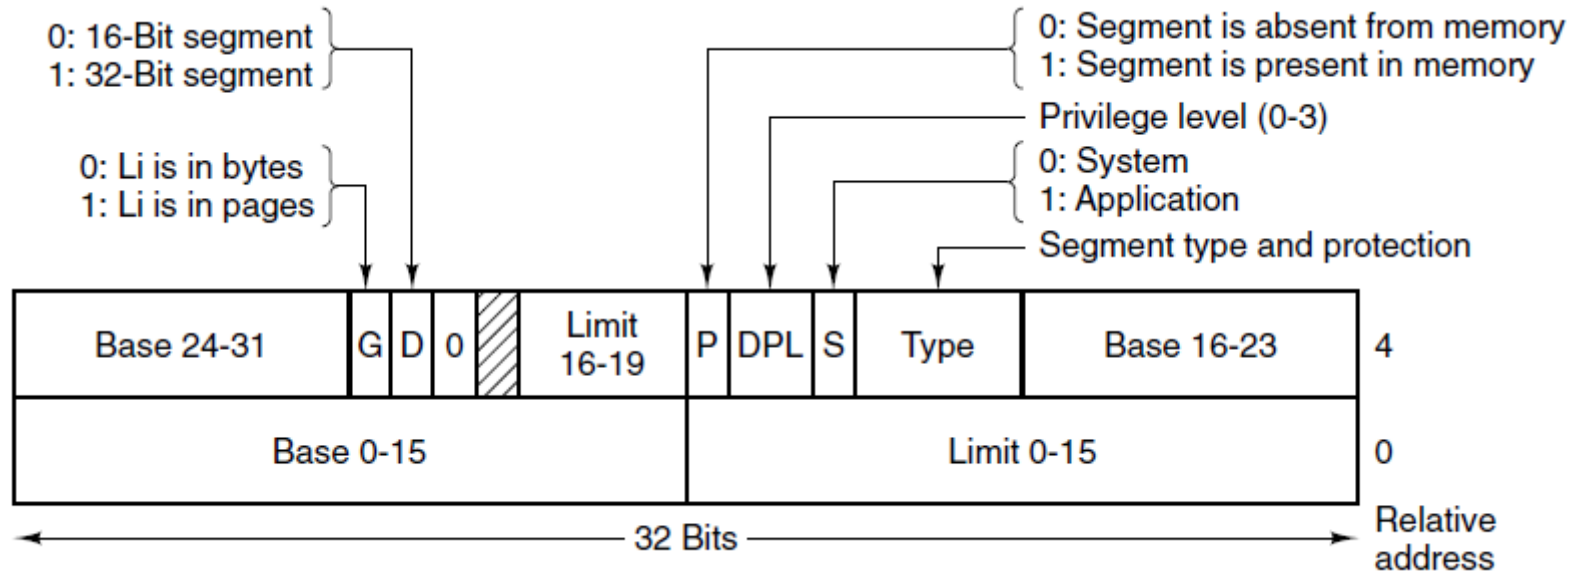 0: 16-Bit segment
1: 32-Bit segment
0: Li is in bytes
1: Li is in pages
0: Segment is absent from memory
1: Segment is present in memory
Privilege level (0-3)
0: System
1: Application
Segment type and protection
Base 24-31
G
D
0
Limit
16-19
P
DPL
S
Type
Base 16-23
4
Base 0-15
Limit 0-15
0
32 Bits
Relative
address